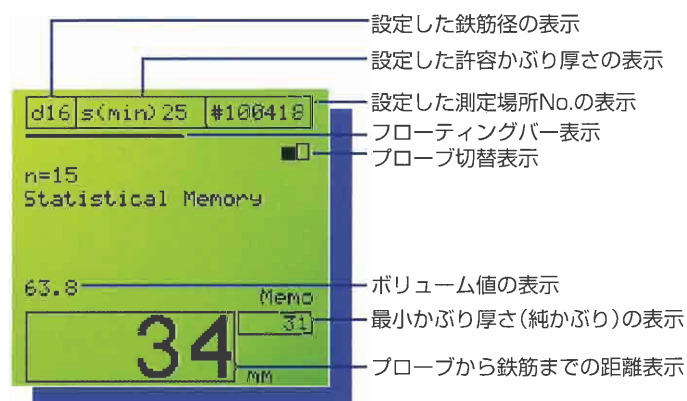 設定した鉄筋径の表示
設定した許容かぶり厚さの表示
d16 s(min)25 #100418
設定した測定場所No.の表示
フローティングバー表示
プローブ切替表示
n=15
Statistical Memory
63.8
ボリューム値の表示
Memo
31
最小かぶり厚さ(純かぶり)の表示
34
プローブから鉄筋までの距離表示
MM